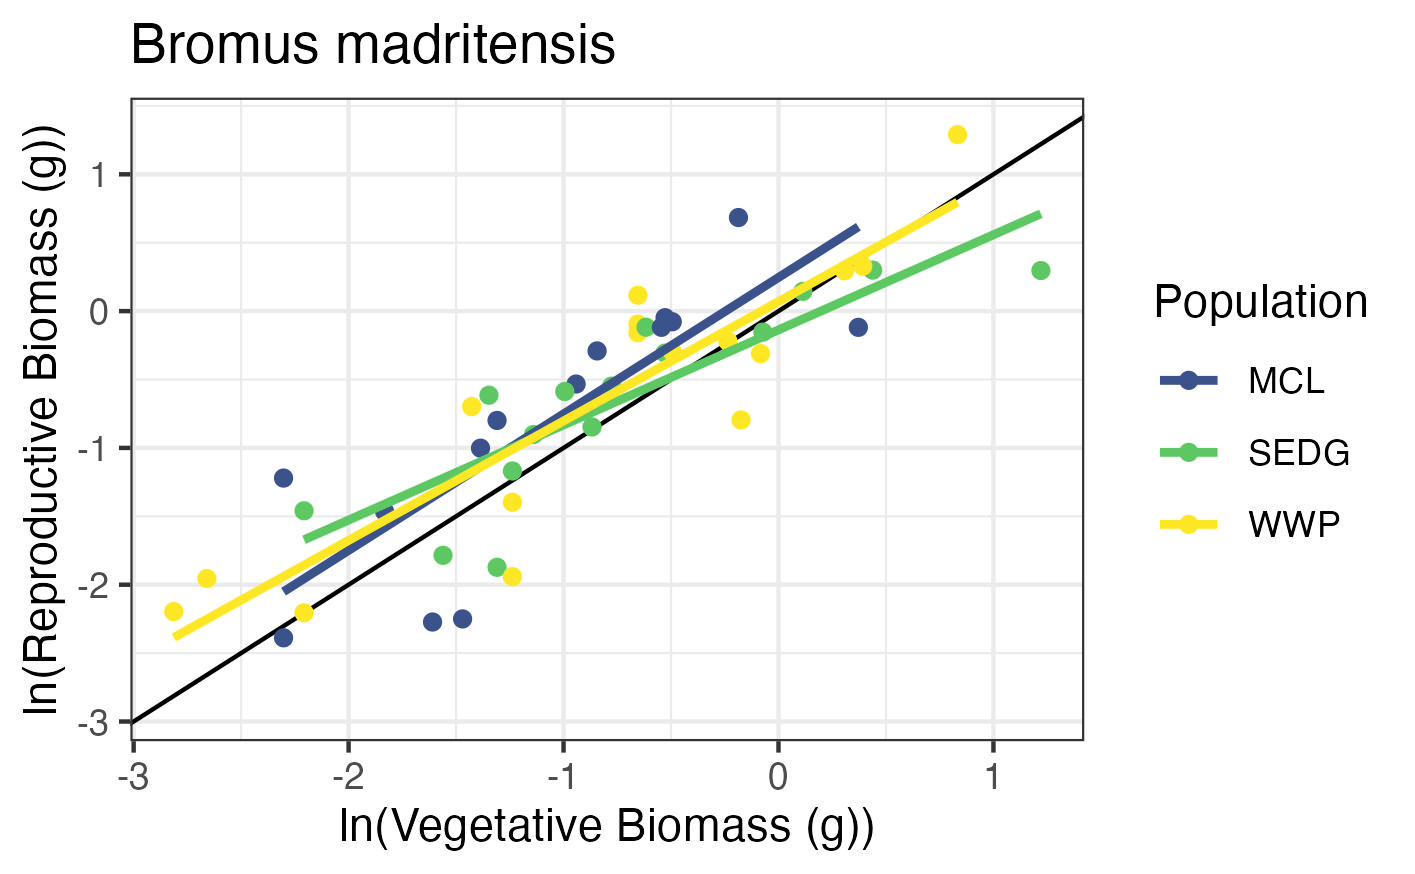 Bromus madritensis
ln(Reproductive Biomass (g))
1
0
-1
-2
-3
-3 -2 -1 0 1
ln(Vegetative Biomass (g))
Population
MCL
SEDG
WWP